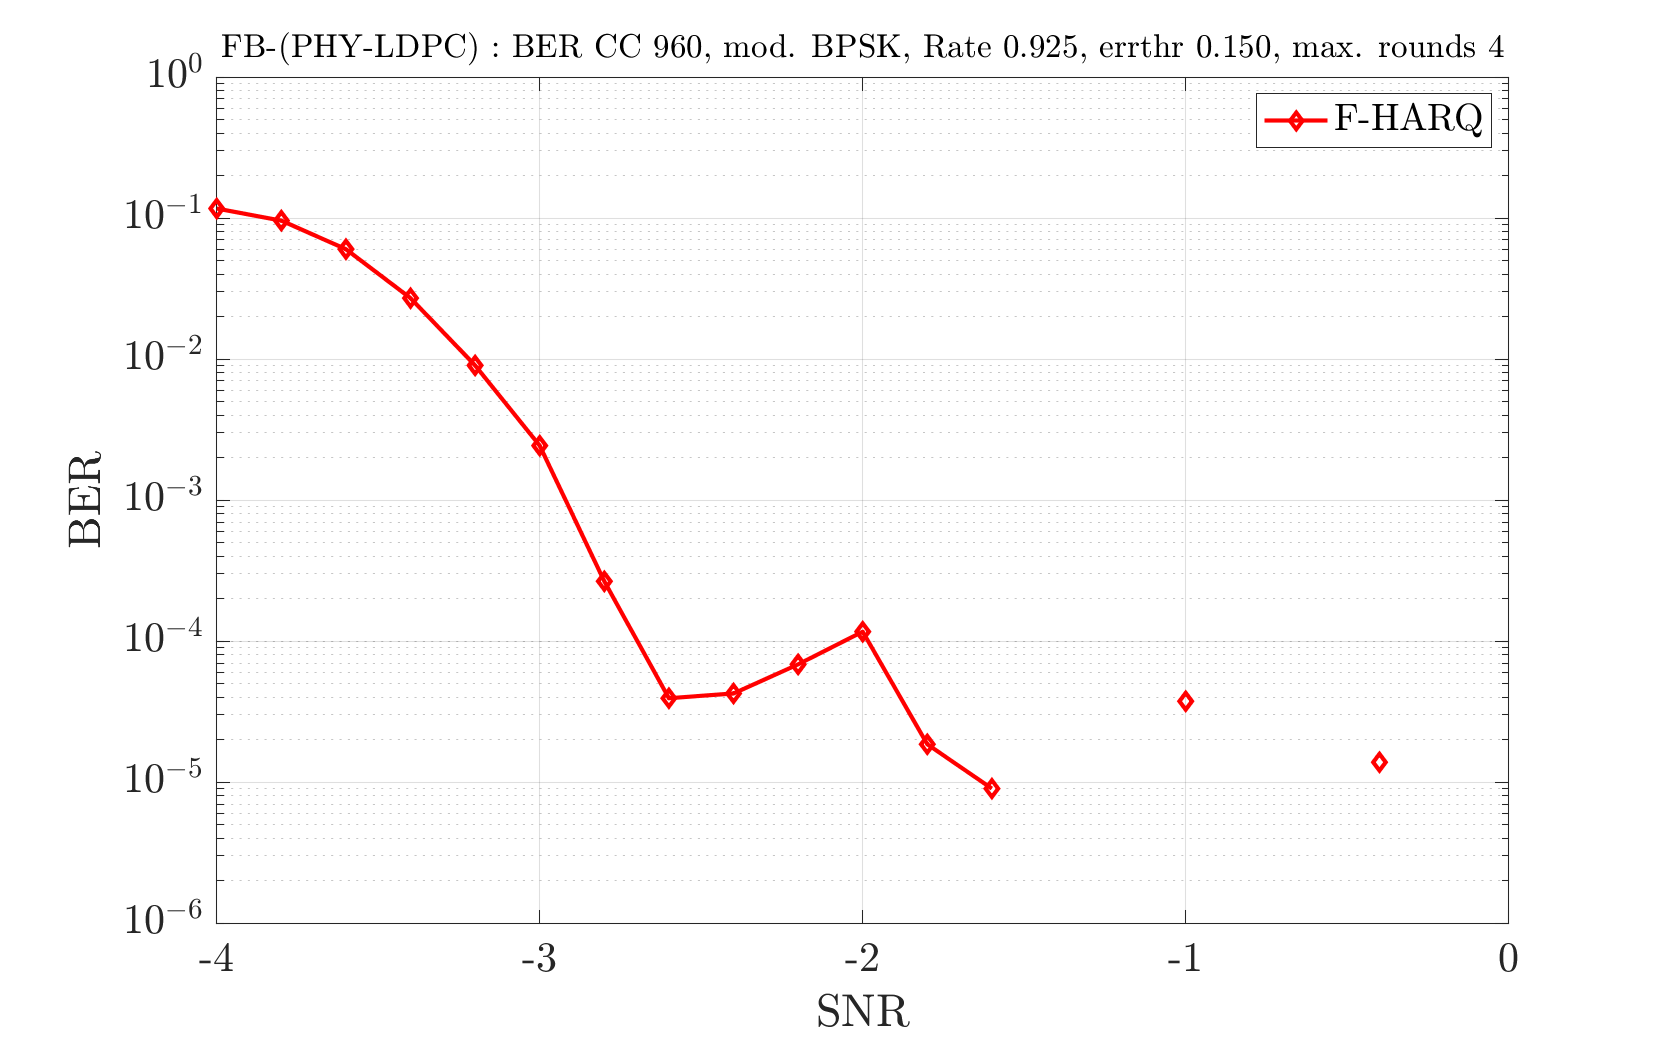 FB-(PHY-LDPC) : BER CC 960, mod. BPSK, Rate 0.925, errthr 0.150, max. rounds 4
10^0
F-HARQ
10^{-1}
10^{-2}
10^{-3}
BER
10^{-4}
10^{-5}
10^{-6}
-4 -3 -2 -1 0
SNR